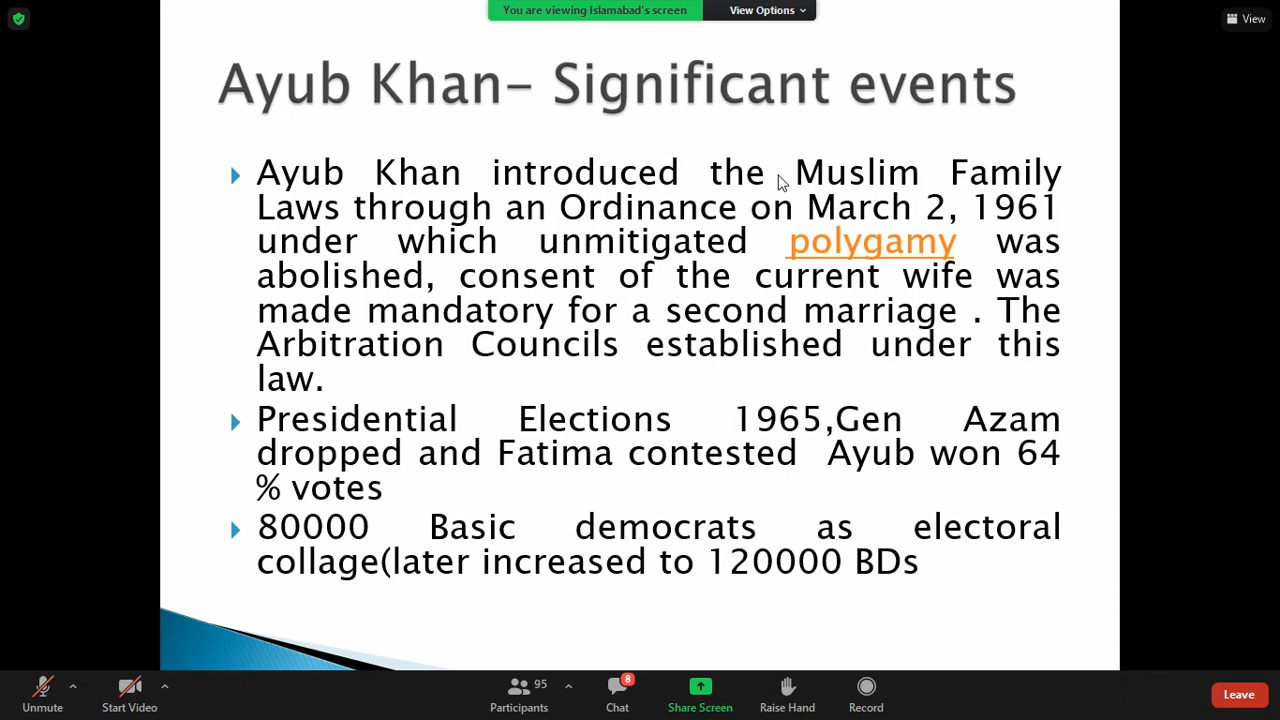 You are viewing Islamabad's screen
View Options
View
Ayub Khan- Significant events
Ayub Khan introduced the Muslim Family
Laws through an Ordinance on March 2, 1961
under which unmitigated polygamy was
abolished, consent of the current wife was
made mandatory for a second marriage . The
Arbitration Councils established under this
law.
Presidential Elections 1965,Gen Azam
dropped and Fatima contested Ayub won 64
% votes
80000 Basic democrats as electoral
collage(later increased to 120000 BDs
Unmute
Start Video
95
Participants
8
Chat
Share Screen
Raise Hand
Record
Leave